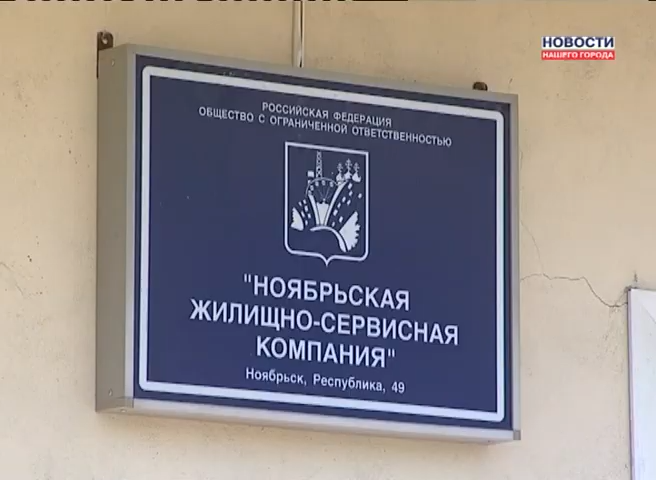 НОВОСТИ
НАШЕГО ГОРОДА
РОССИЙСКАЯ ФЕДЕРАЦИЯ
ОБЩЕСТВО С ОГРАНИЧЕННОЙ ОТВЕТСТВЕННОСТЬЮ
"НОЯБРЬСКАЯ
ЖИЛИЩНО-СЕРВИСНАЯ
КОМПАНИЯ"
Ноябрьск, Республика, 49